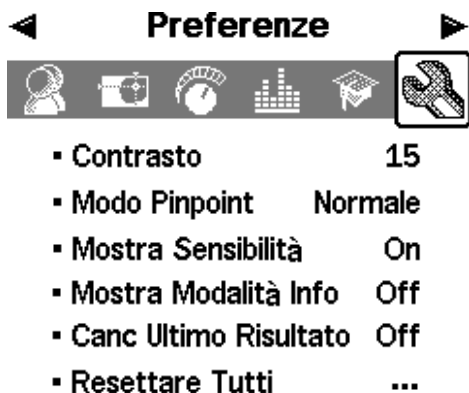 Preferenze
Contrasto 15
Modo Pinpoint Normale
Mostra Sensibilità On
Mostra Modalità Info Off
Canc Ultimo Risultato Off
Resettare Tutti ...